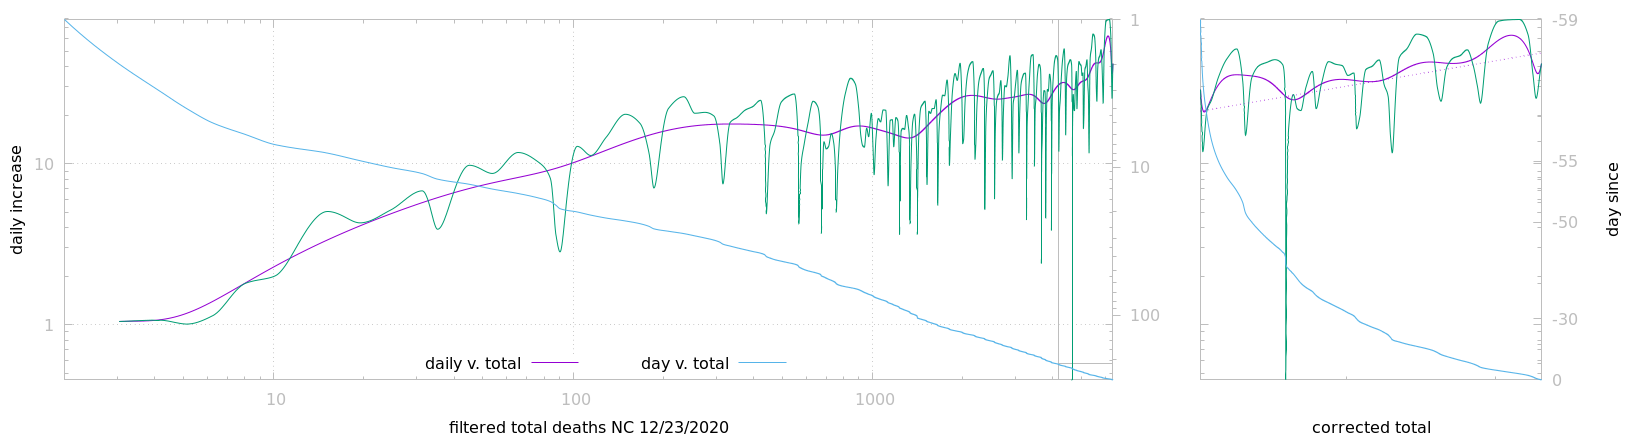 1
-59
10
1
daily increase
10
100
-55
-50
-30
0
day since
daily v. total
day v. total
10
100
1000
filtered total deaths NC 12/23/2020
corrected total